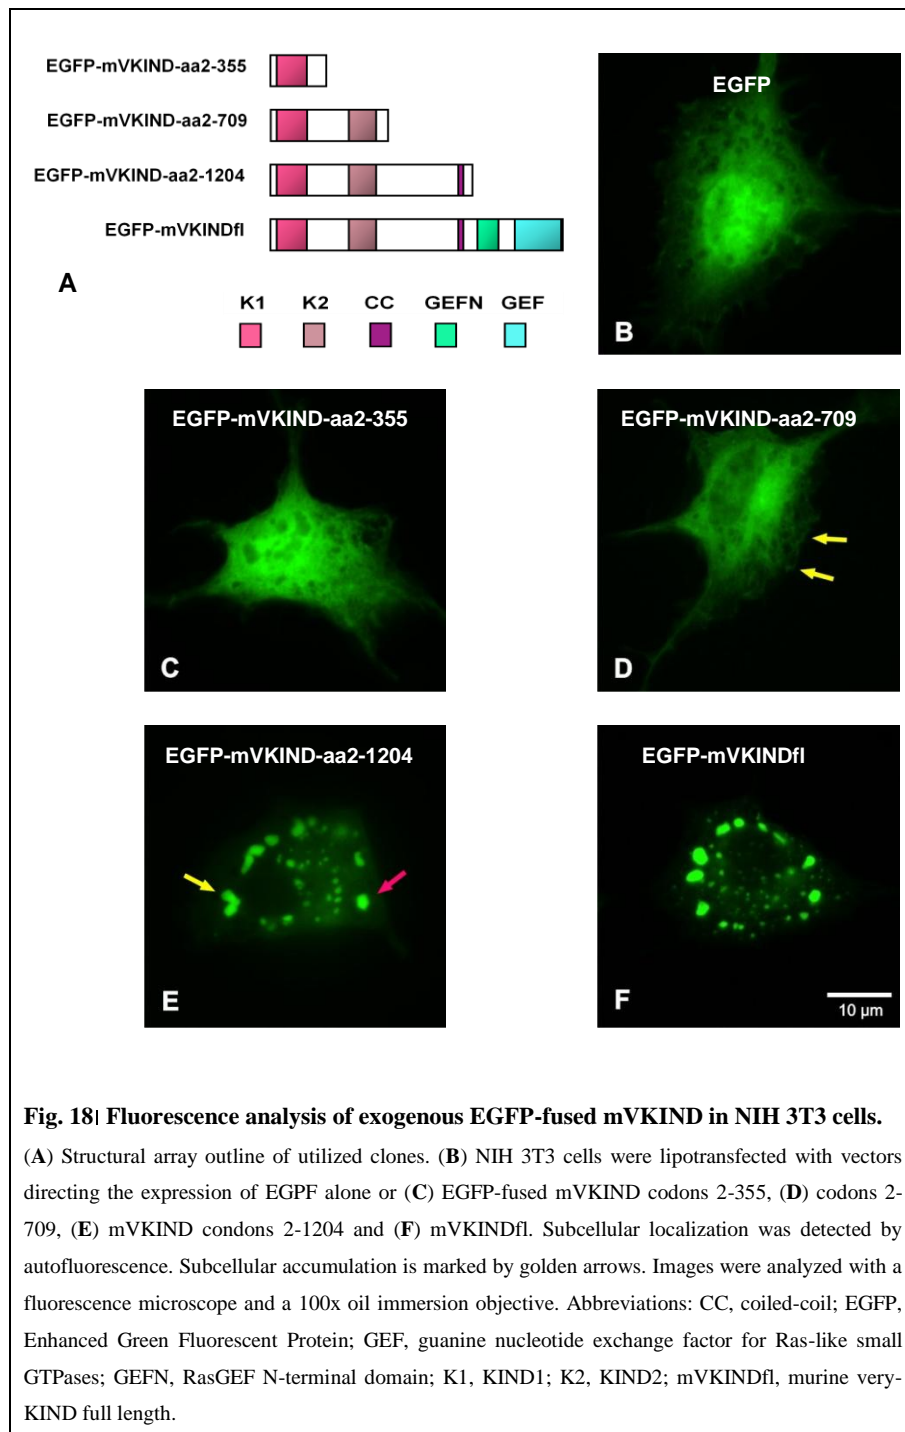 EGFP-mVKIND-aa2-355
EGFP-mVKIND-aa2-709
EGFP-mVKIND-aa2-1204
EGFP-mVKINDfl
A
K1 K2 CC GEFN GEF
EGFP
B
EGFP-mVKIND-aa2-355
C
EGFP-mVKIND-aa2-709
D
EGFP-mVKIND-aa2-1204
E
EGFP-mVKINDfl
F
10 µm
Fig. 18| Fluorescence analysis of exogenous EGFP-fused mVKIND in NIH 3T3 cells.
(A) Structural array outline of utilized clones. (B) NIH 3T3 cells were lipotransfected with vectors
directing the expression of EGPF alone or (C) EGFP-fused mVKIND codons 2-355, (D) codons 2-
709, (E) mVKIND condons 2-1204 and (F) mVKINDfl. Subcellular localization was detected by
autofluorescence. Subcellular accumulation is marked by golden arrows. Images were analyzed with a
fluorescence microscope and a 100x oil immersion objective. Abbreviations: CC, coiled-coil; EGFP,
Enhanced Green Fluorescent Protein; GEF, guanine nucleotide exchange factor for Ras-like small
GTPases; GEFN, RasGEF N-terminal domain; K1, KIND1; K2, KIND2; mVKINDfl, murine very-
KIND full length.